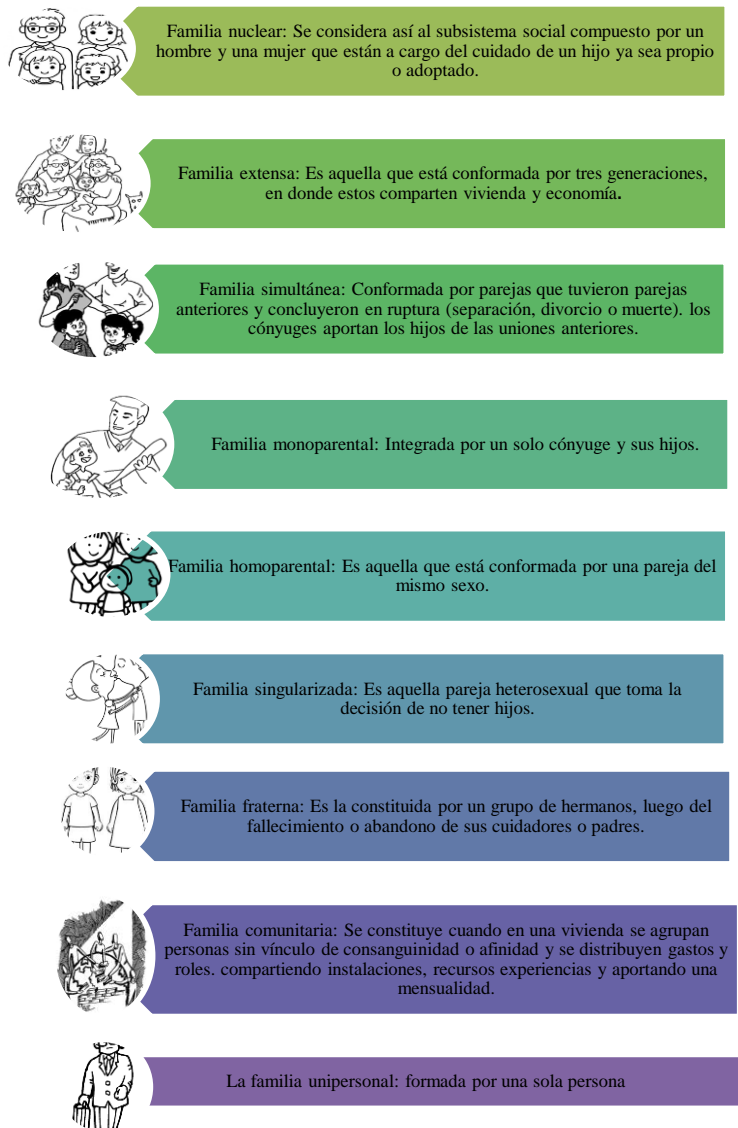 Familia nuclear: Se considera así al subsistema social compuesto por un
hombre y una mujer que están a cargo del cuidado de un hijo ya sea propio
o adoptado.
Familia extensa: Es aquella que está conformada por tres generaciones,
en donde estos comparten vivienda y economía.
Familia simultánea: Conformada por parejas que tuvieron parejas
anteriores y concluyeron en ruptura (separación, divorcio o muerte). los
cónyuges aportan los hijos de las uniones anteriores.
Familia monoparental: Integrada por un solo cónyuge y sus hijos.
Familia homoparental: Es aquella que está conformada por una pareja del
mismo sexo.
Familia singularizada: Es aquella pareja heterosexual que toma la
decisión de no tener hijos.
Familia fraterna: Es la constituida por un grupo de hermanos, luego del
fallecimiento o abandono de sus cuidadores o padres.
Familia comunitaria: Se constituye cuando en una vivienda se agrupan
personas sin vínculo de consanguinidad o afinidad y se distribuyen gastos y
roles. compartiendo instalaciones, recursos experiencias y aportando una
mensualidad.
La familia unipersonal: formada por una sola persona